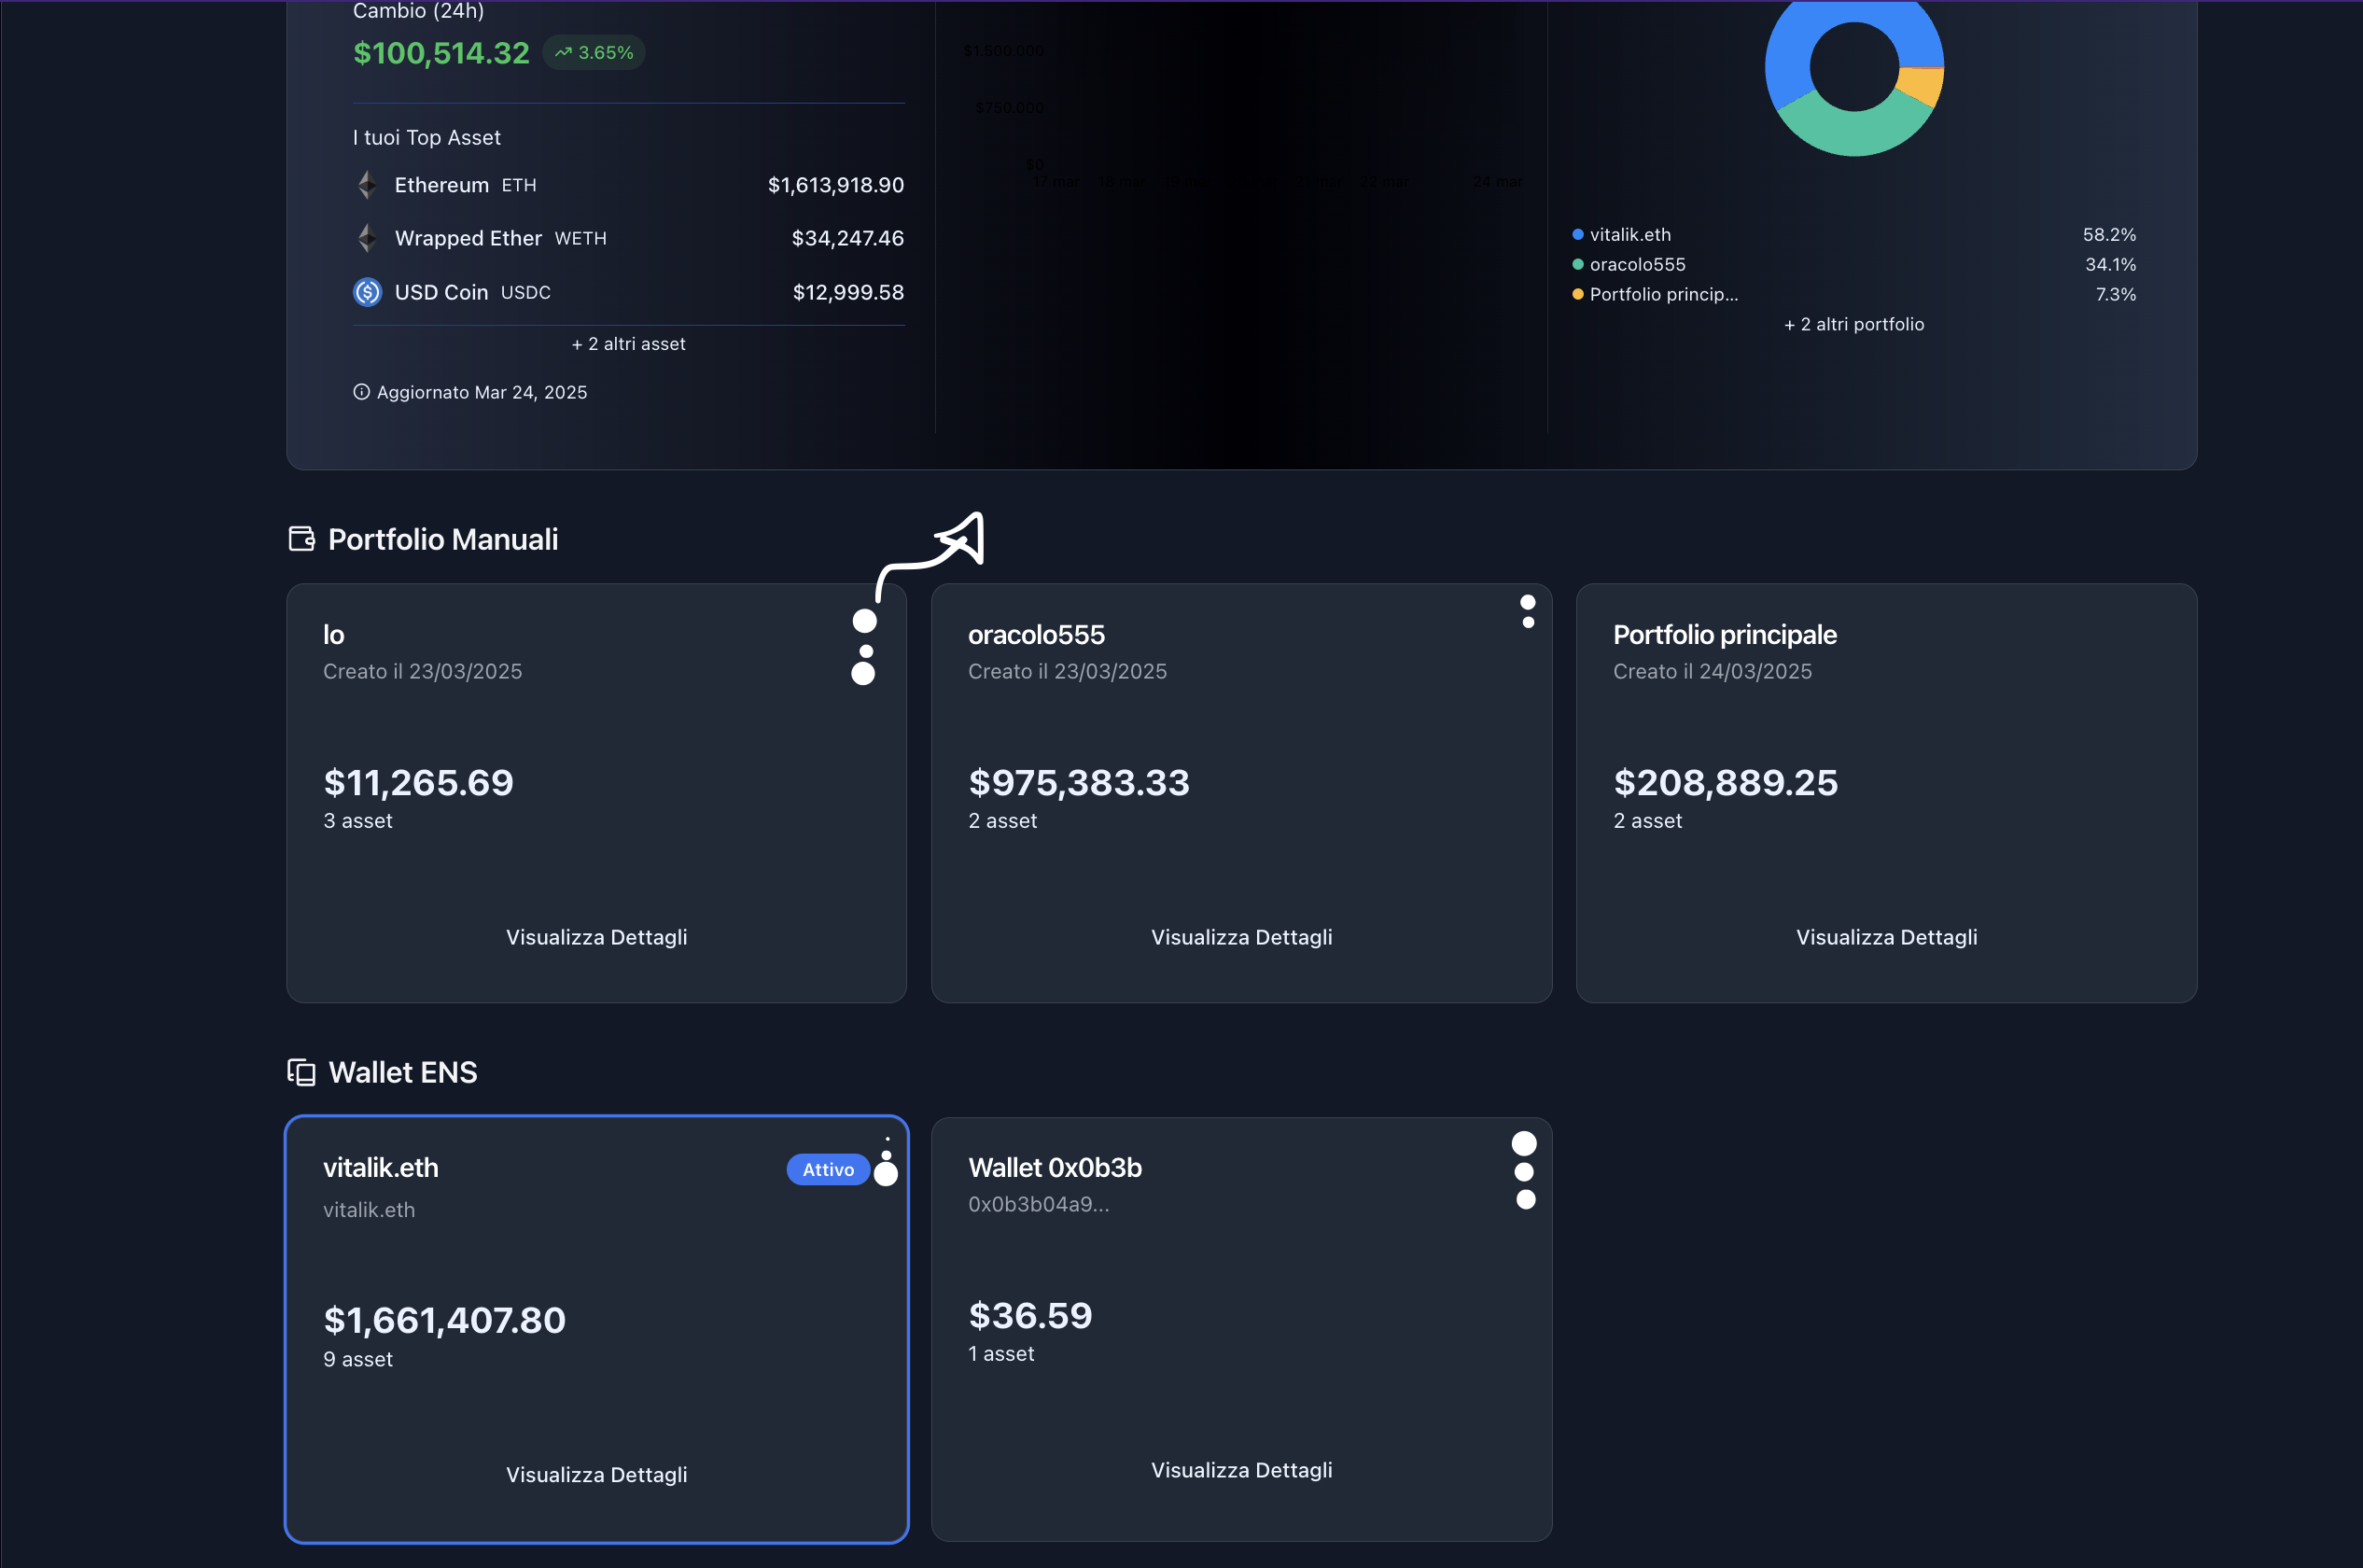 Cambio (24h)
$100,514.32 3.65%
I tuoi Top Asset
Ethereum ETH $1,613,918.90
Wrapped Ether WETH $34,247.46
USD Coin USDC $12,999.58
+ 2 altri asset
Aggiornato Mar 24, 2025
$1.500.000
$750.000
$0
17 mar 22 mar 24 mar
vitalik.eth 58.2%
oracolo555 34.1%
Portfolio princip... 7.3%
+ 2 altri portfolio
Portfolio Manuali
Io
Creato il 23/03/2025
$11,265.69
3 asset
Visualizza Dettagli
oracolo555
Creato il 23/03/2025
$975,383.33
2 asset
Visualizza Dettagli
Portfolio principale
Creato il 24/03/2025
$208,889.25
2 asset
Visualizza Dettagli
Wallet ENS
vitalik.eth Attivo
vitalik.eth
$1,661,407.80
9 asset
Visualizza Dettagli
Wallet 0x0b3b
0x0b3b04a9...
$36.59
1 asset
Visualizza Dettagli